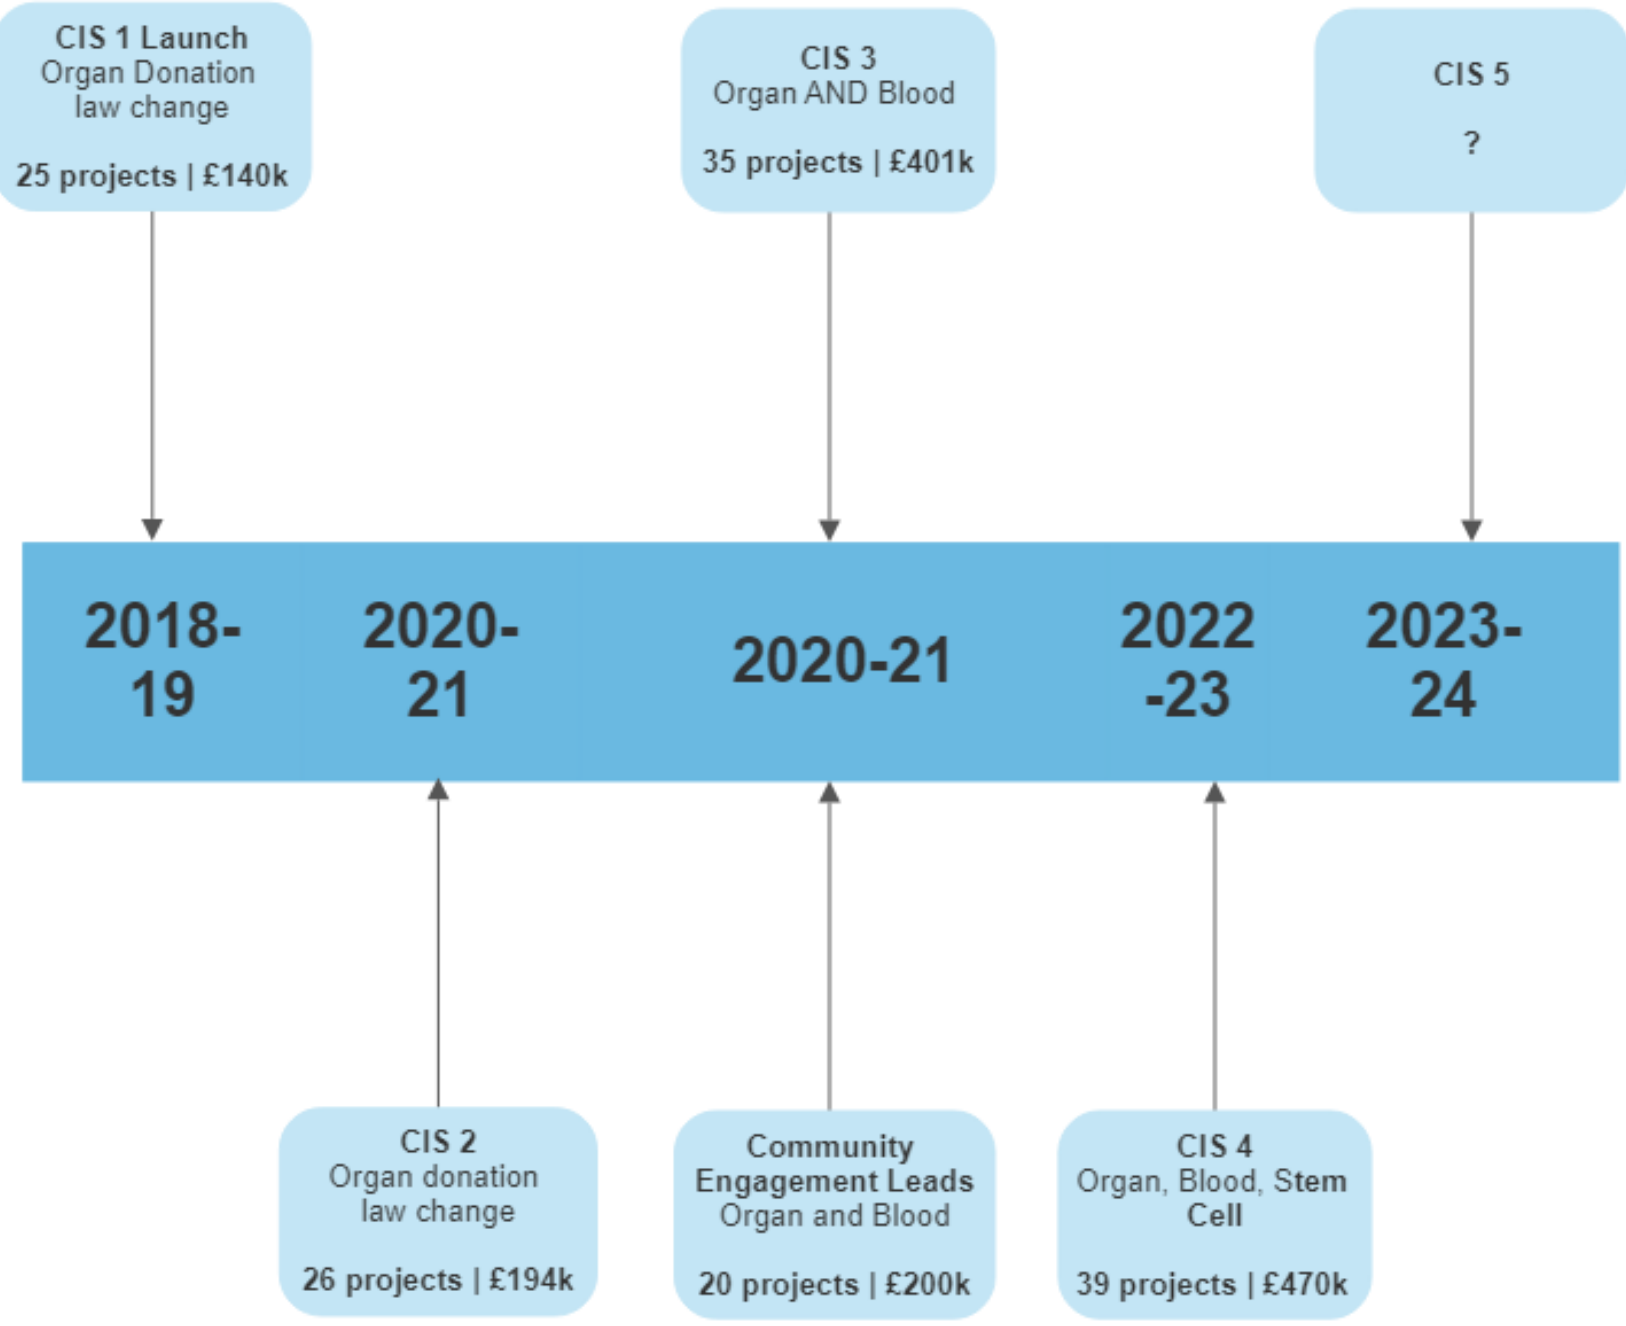 CIS 1 Launch
Organ Donation
law change
25 projects | £140k
CIS 3
Organ AND Blood
35 projects | £401k
CIS 5
?
2018-
19
2020-
21
2020-21
2022
-23
2023-
24
CIS 2
Organ donation
law change
26 projects | £194k
Community
Engagement Leads
Organ and Blood
20 projects | £200k
CIS 4
Organ, Blood, Stem
Cell
39 projects | £470k